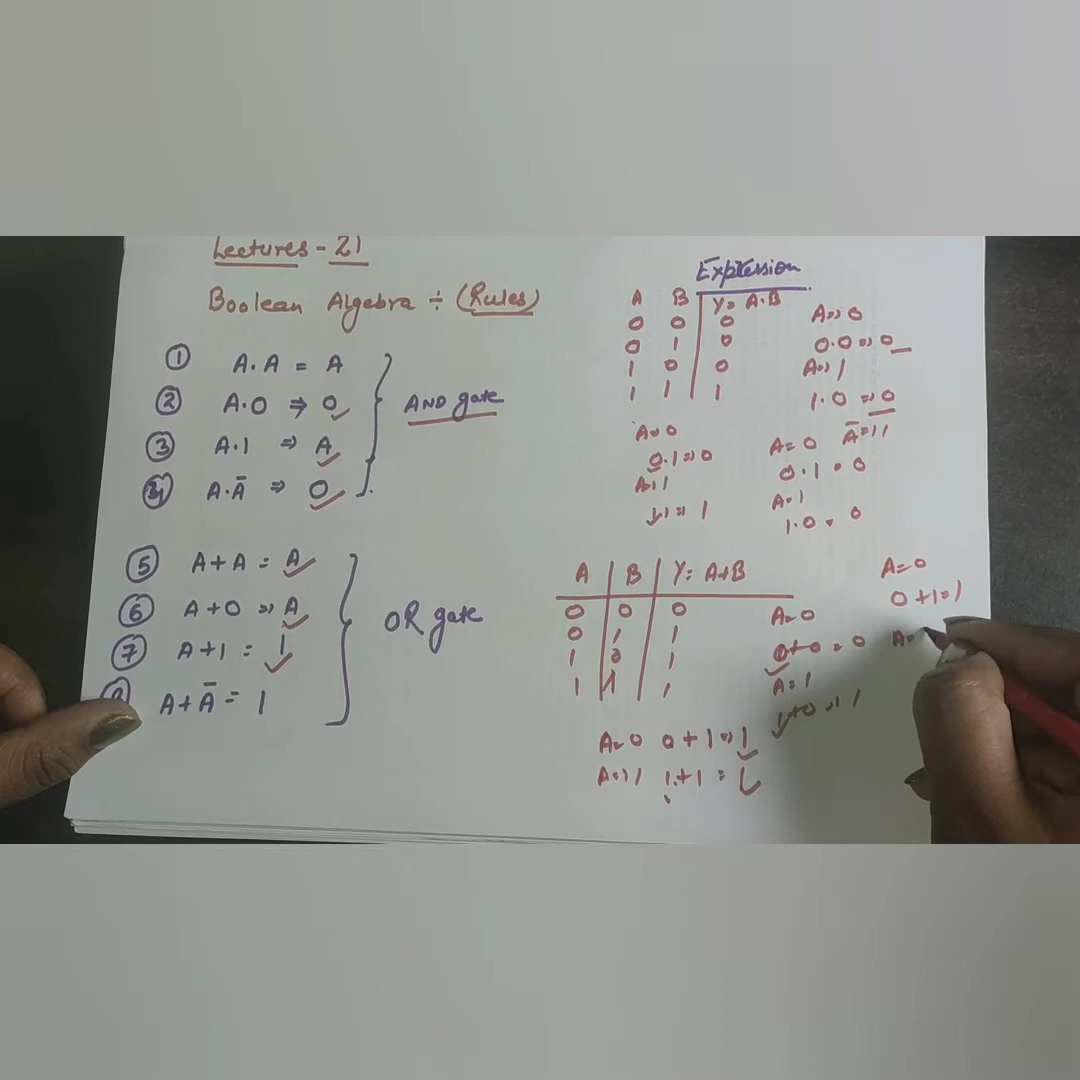 Lectures - 21
Boolean Algebra ÷ (Rules)
① A.A = A
② A.0 ⇒ 0
③ A.1 ⇒ A
A.Ā ⇒ 0
AND gate
⑤ A+A = A
⑥ A+0 ⇒ A
⑦ A+1 = 1
A+Ā = 1
OR gate
Expression
A B Y = A.B
0 0 0
0 1 0
1 0 0
1 1 1
A⇒0
0.0⇒0
A⇒1
1.0⇒0
A⇒0
0.1⇒0
A⇒1
1.1= 1
A=0 Ā=1
0.1=0
A=1
1.0=0
A B Y= A+B
0 0 0
0 1 1
1 0 1
1 1 1
A=0
0+0=0
A=1
1+0=1
A=0 0+1⇒1
A⇒1 1+1=1
A=0
0+1=1
A=